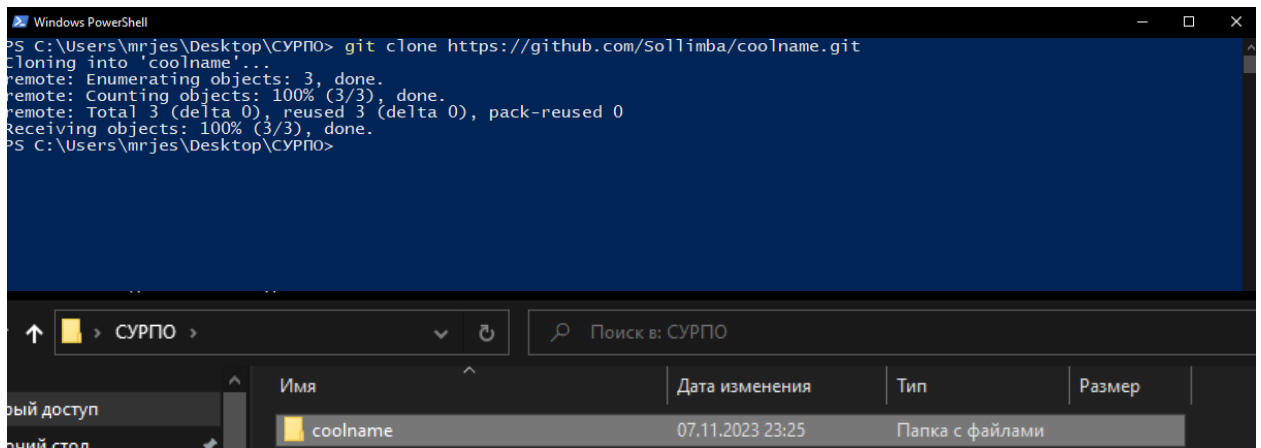 Windows PowerShell
PS C:\Users\mrjes\Desktop\СУРПО> git clone https://github.com/Sollimba/coolname.git
Cloning into 'coolname'...
remote: Enumerating objects: 3, done.
remote: Counting objects: 100% (3/3), done.
remote: Total 3 (delta 0), reused 3 (delta 0), pack-reused 0
Receiving objects: 100% (3/3), done.
PS C:\Users\mrjes\Desktop\СУРПО>
СУРПО
Поиск в: СУРПО
Имя Дата изменения Тип Размер
рый доступ
coolname 07.11.2023 23:25 Папка с файлами
очий стол